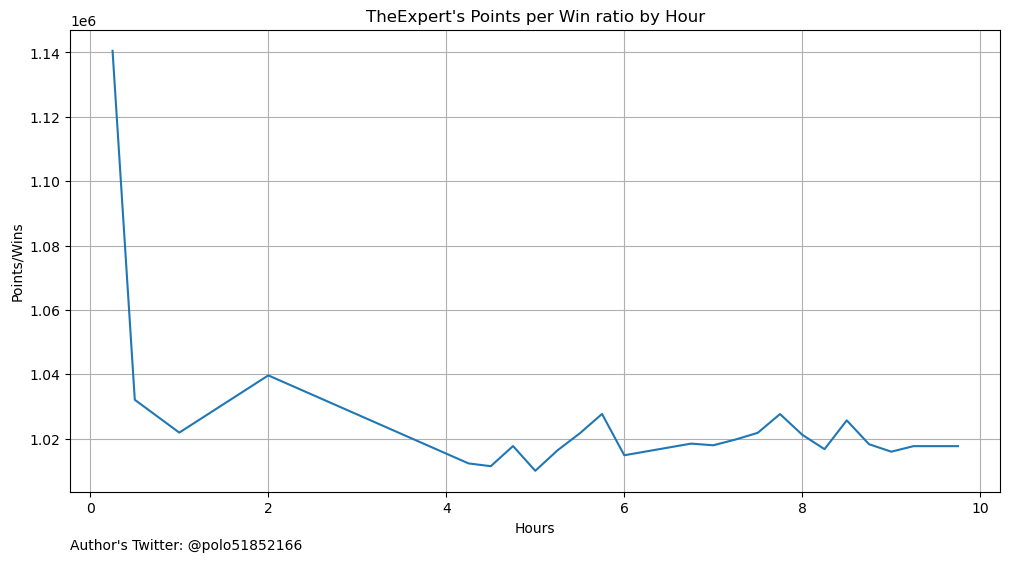 TheExpert's Points per Win ratio by Hour
1e6
1.14
1.12
1.10
1.08
1.06
1.04
1.02
Points/Wins
0 2 4 6 8 10
Hours
Author's Twitter: @polo51852166